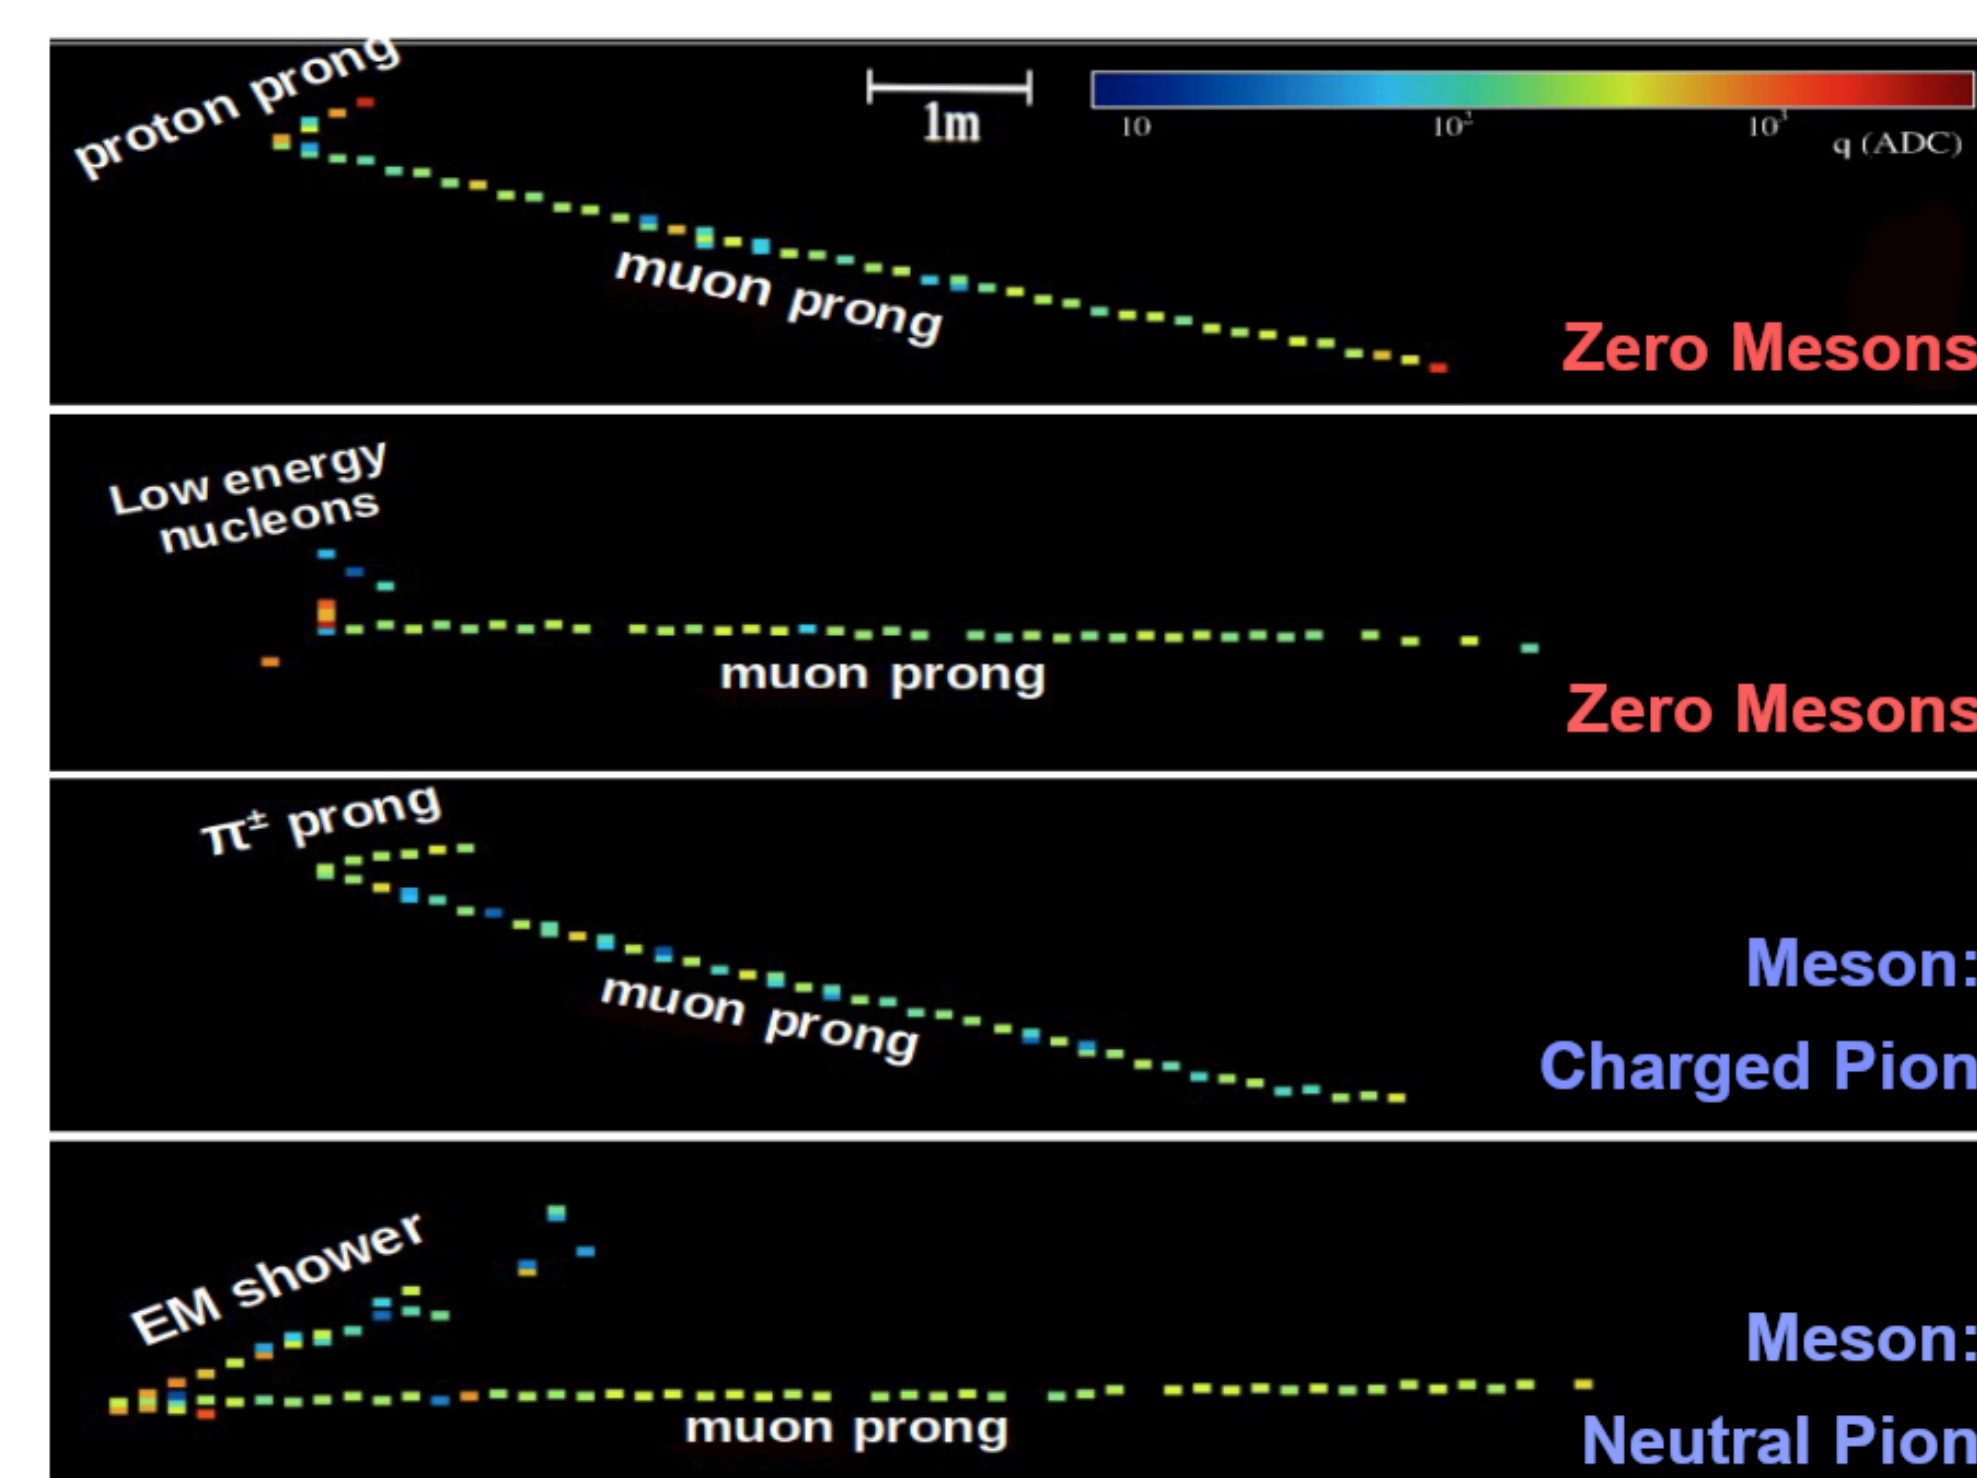 proton prong
1m
10 10² 10³
q (ADC)
muon prong
Zero Mesons
Low energy
nucleons
muon prong
Zero Mesons
π± prong
muon prong
Meson:
Charged Pion
EM shower
muon prong
Meson:
Neutral Pion